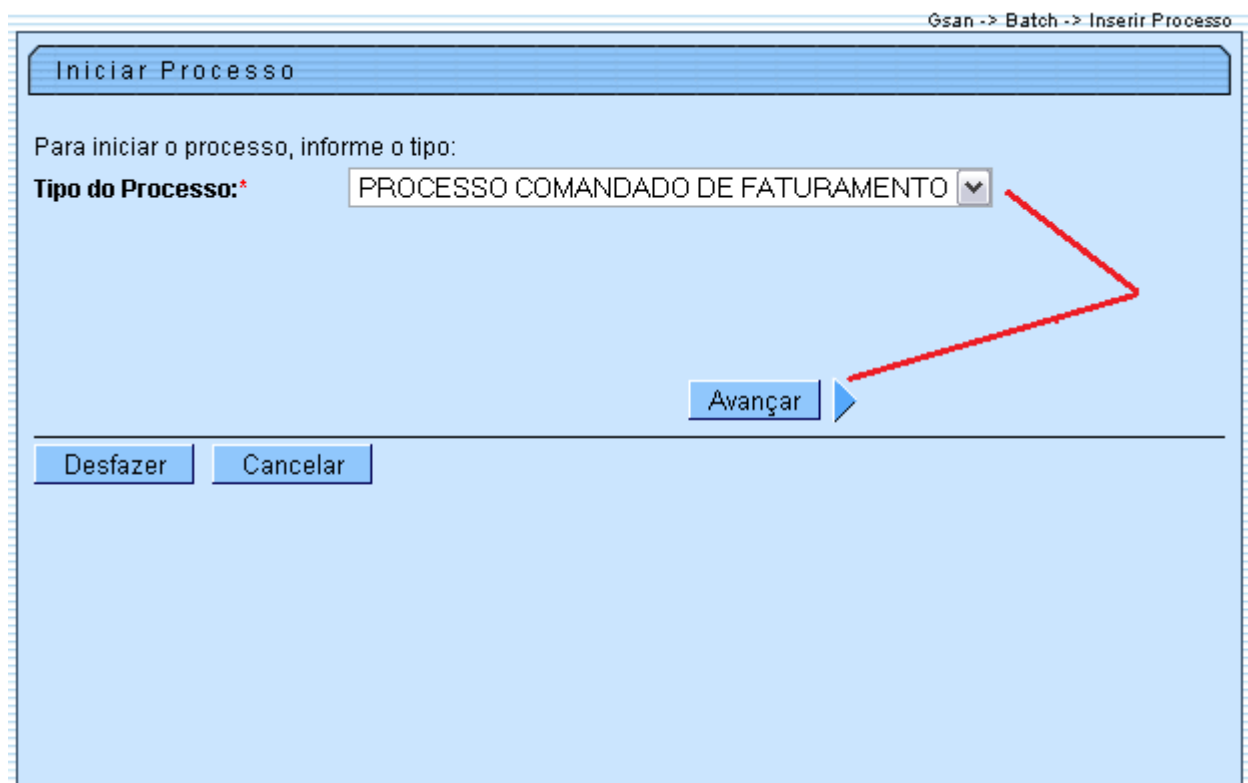 Gsan -> Batch -> Inserir Processo
Iniciar Processo
Para iniciar o processo, informe o tipo:
Tipo do Processo:* PROCESSO COMANDADO DE FATURAMENTO
Avançar
Desfazer Cancelar